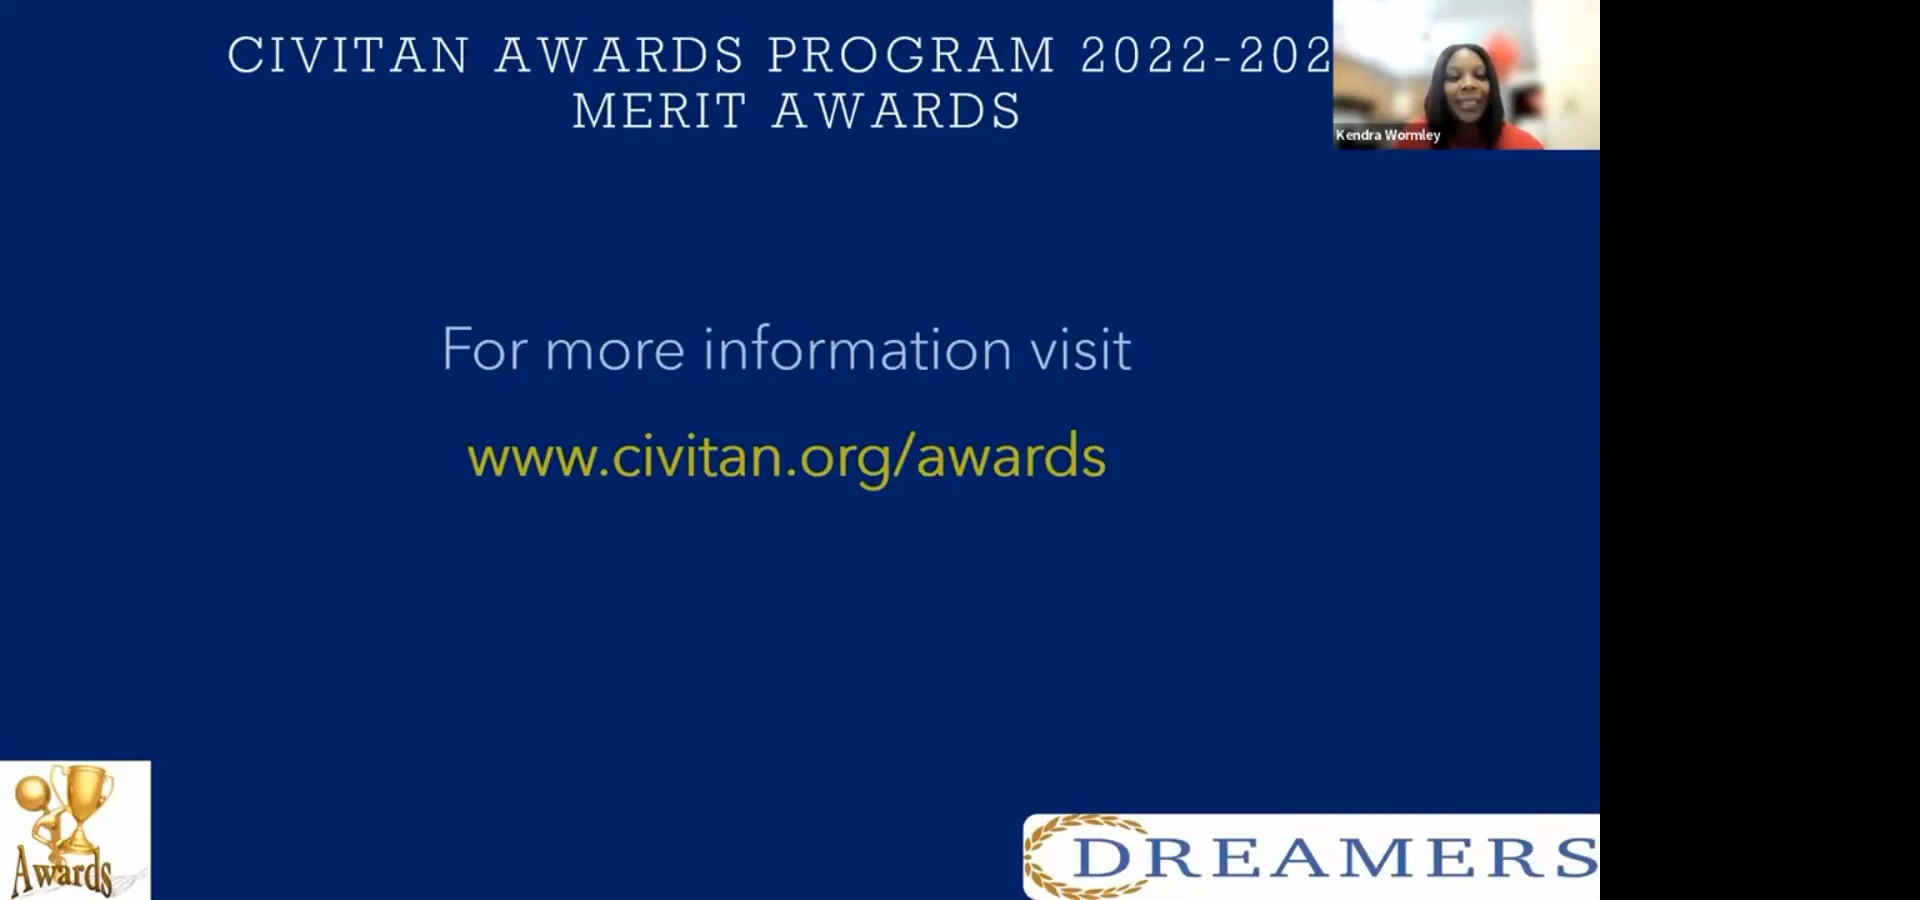 CIVITAN AWARDS PROGRAM 2022-202
MERIT AWARDS
Kendra Wormley
For more information visit
www.civitan.org/awards
Awards
DREAMERS